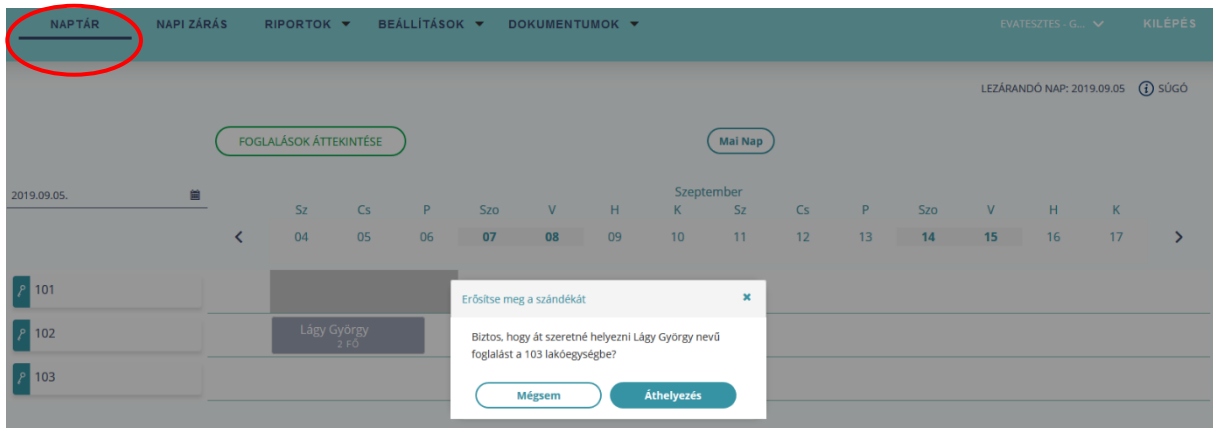 NAPTÁR NAPI ZÁRÁS RIPORTOK BEÁLLÍTÁSOK DOKUMENTUMOK EVATESZTES - G... KILÉPÉS
LEZÁRANDÓ NAP: 2019.09.05 SÚGÓ
FOGLALÁSOK ÁTTEKINTÉSE Mai Nap
2019.09.05. Szeptember
Sz Cs P Szo V H K Sz Cs P Szo V H K
04 05 06 07 08 09 10 11 12 13 14 15 16 17
101
102 Lágy György
2 FŐ
103
Erősítse meg a szándékát
Biztos, hogy át szeretné helyezni Lágy György nevű
foglalást a 103 lakóegységbe?
Mégsem Áthelyezés